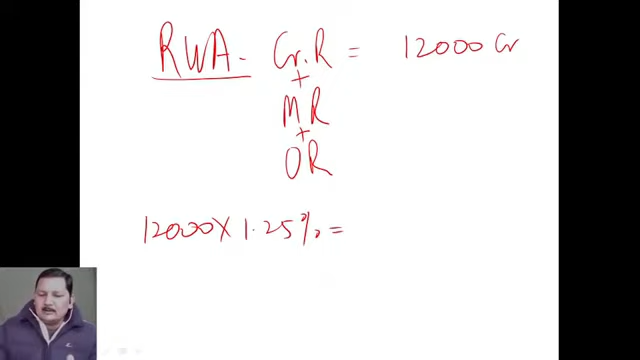 RWA - Cr.R = 12000 Cr
+
MR
+
OR
12000 X 1.25% =